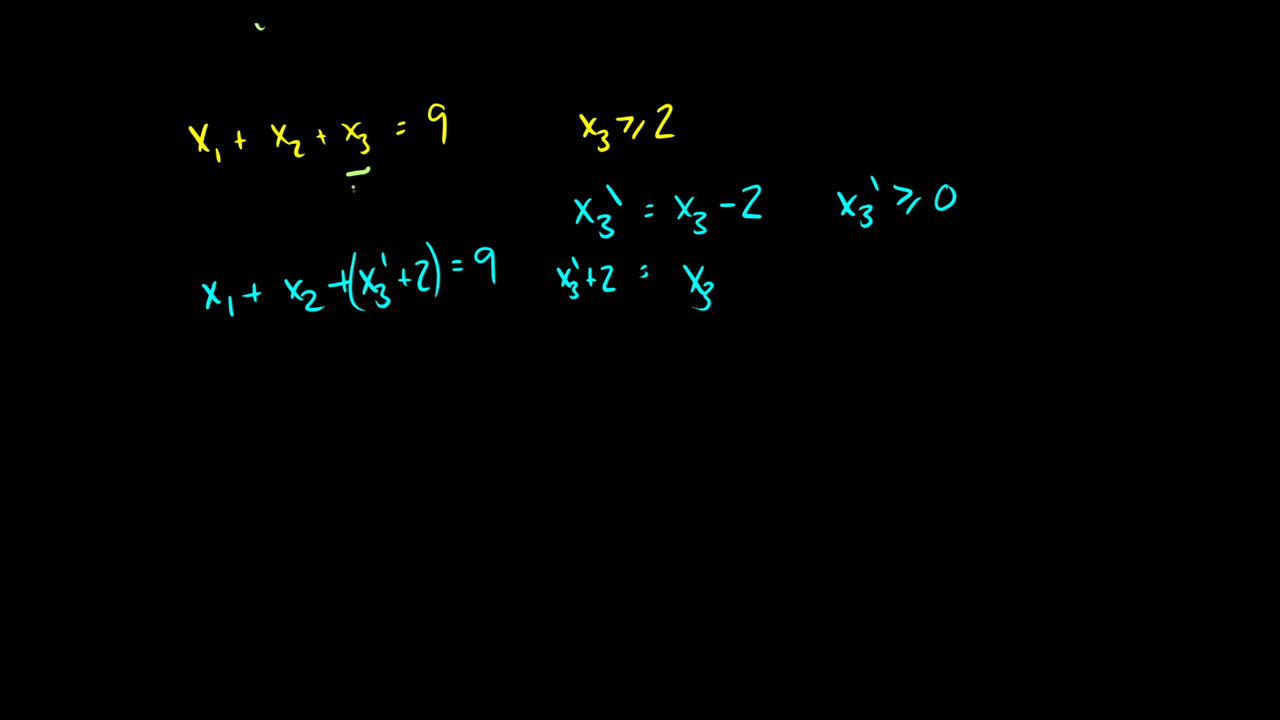 x₁ + x₂ + x₃ = 9 x₃ ≥ 2
x₃' = x₃ - 2 x₃' ≥ 0
x₁ + x₂ + (x₃' + 2) = 9 x₃' + 2 = x₃